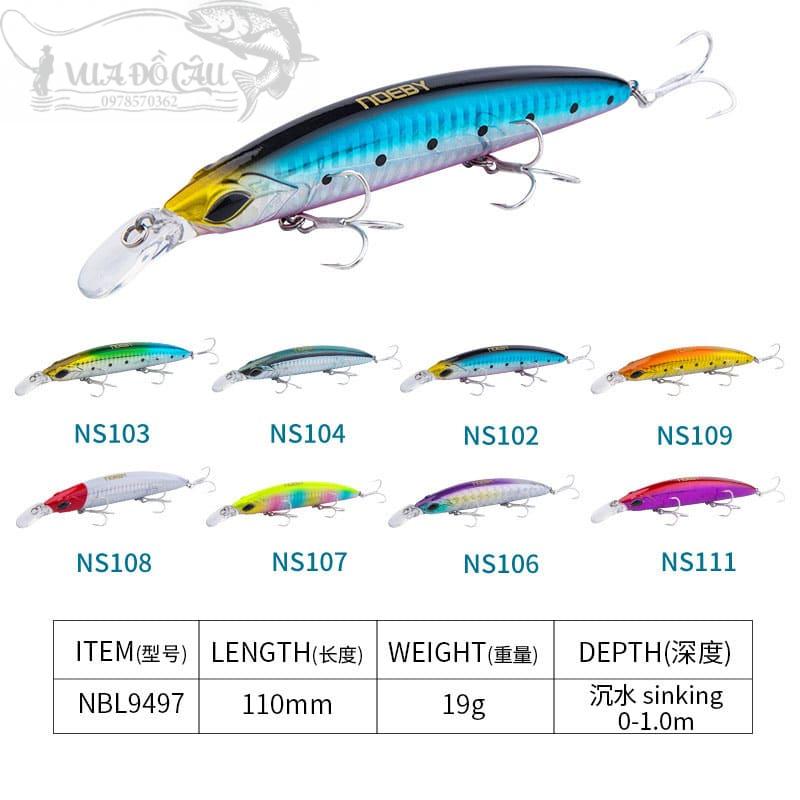 VUA ĐỒ CÂU
0978570362
NOEBY
NS103
NS104
NS102
NS109
NS108
NS107
NS106
NS111
ITEM(型号) LENGTH(长度) WEIGHT(重量) DEPTH(深度)
NBL9497 110mm 19g 沉水 sinking
0-1.0m